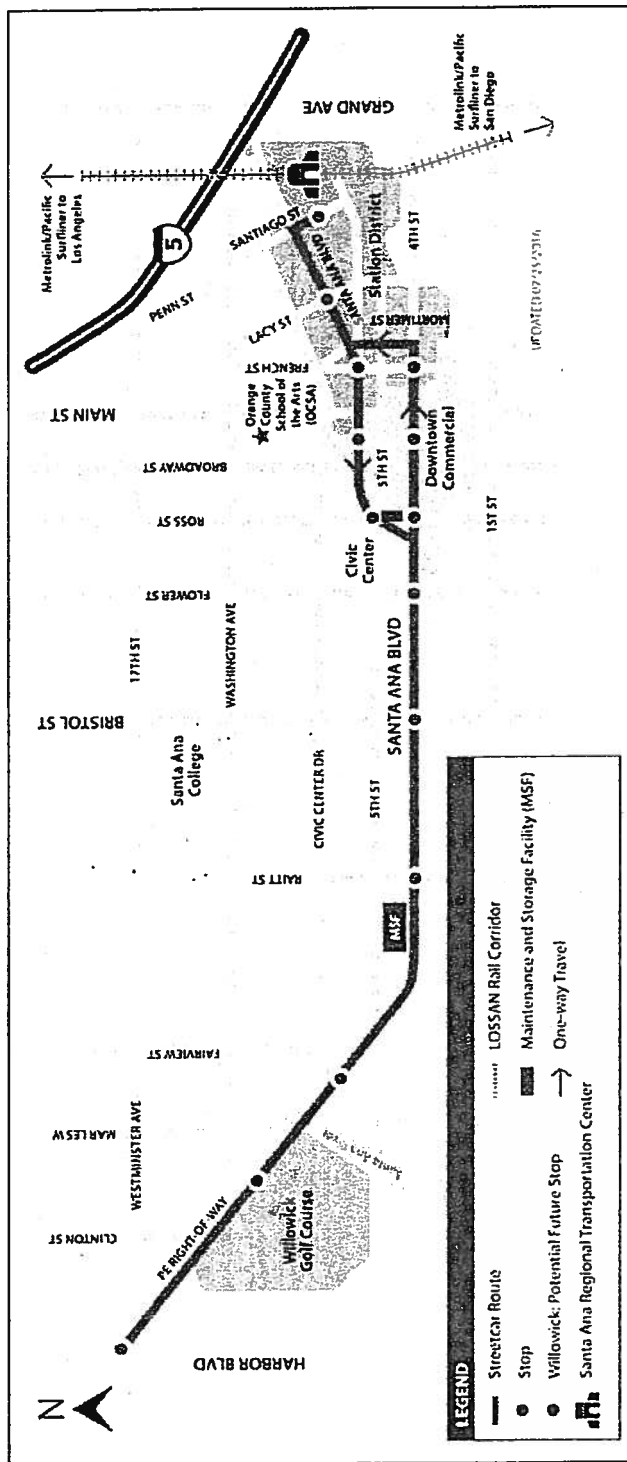 N
HARBOR BLVD
CLINTON ST
WESTMINSTER AVE
FAIRVIEW ST
PE RIGHT-OF-WAY
Willowick
Golf Course
MSF
RAITT ST
Santa Ana
College
BRISTOL ST
17TH ST
WASHINGTON AVE
CIVIC CENTER DR
5TH ST
SANTA ANA BLVD
FLOWER ST
ROSS ST
BROADWAY ST
MAIN ST
Civic
Center
5TH ST
Downtown
Commercial
1ST ST
Orange
County
School of
the Arts
(OCSA)
FRENCH ST
LACY ST
MORTIMER ST
SANTIAGO ST
SANTA ANA BLVD
Station District
4TH ST
PENN ST
5
GRAND AVE
Metrolink/Pacific
Surfliner to
Los Angeles
Metrolink/Pacific
Surfliner to
San Diego
LEGEND
Streetcar Route
Stop
Willowick: Potential Future Stop
Santa Ana Regional Transportation Center
LOSSAN Rail Corridor
Maintenance and Storage Facility (MSF)
One-way Travel